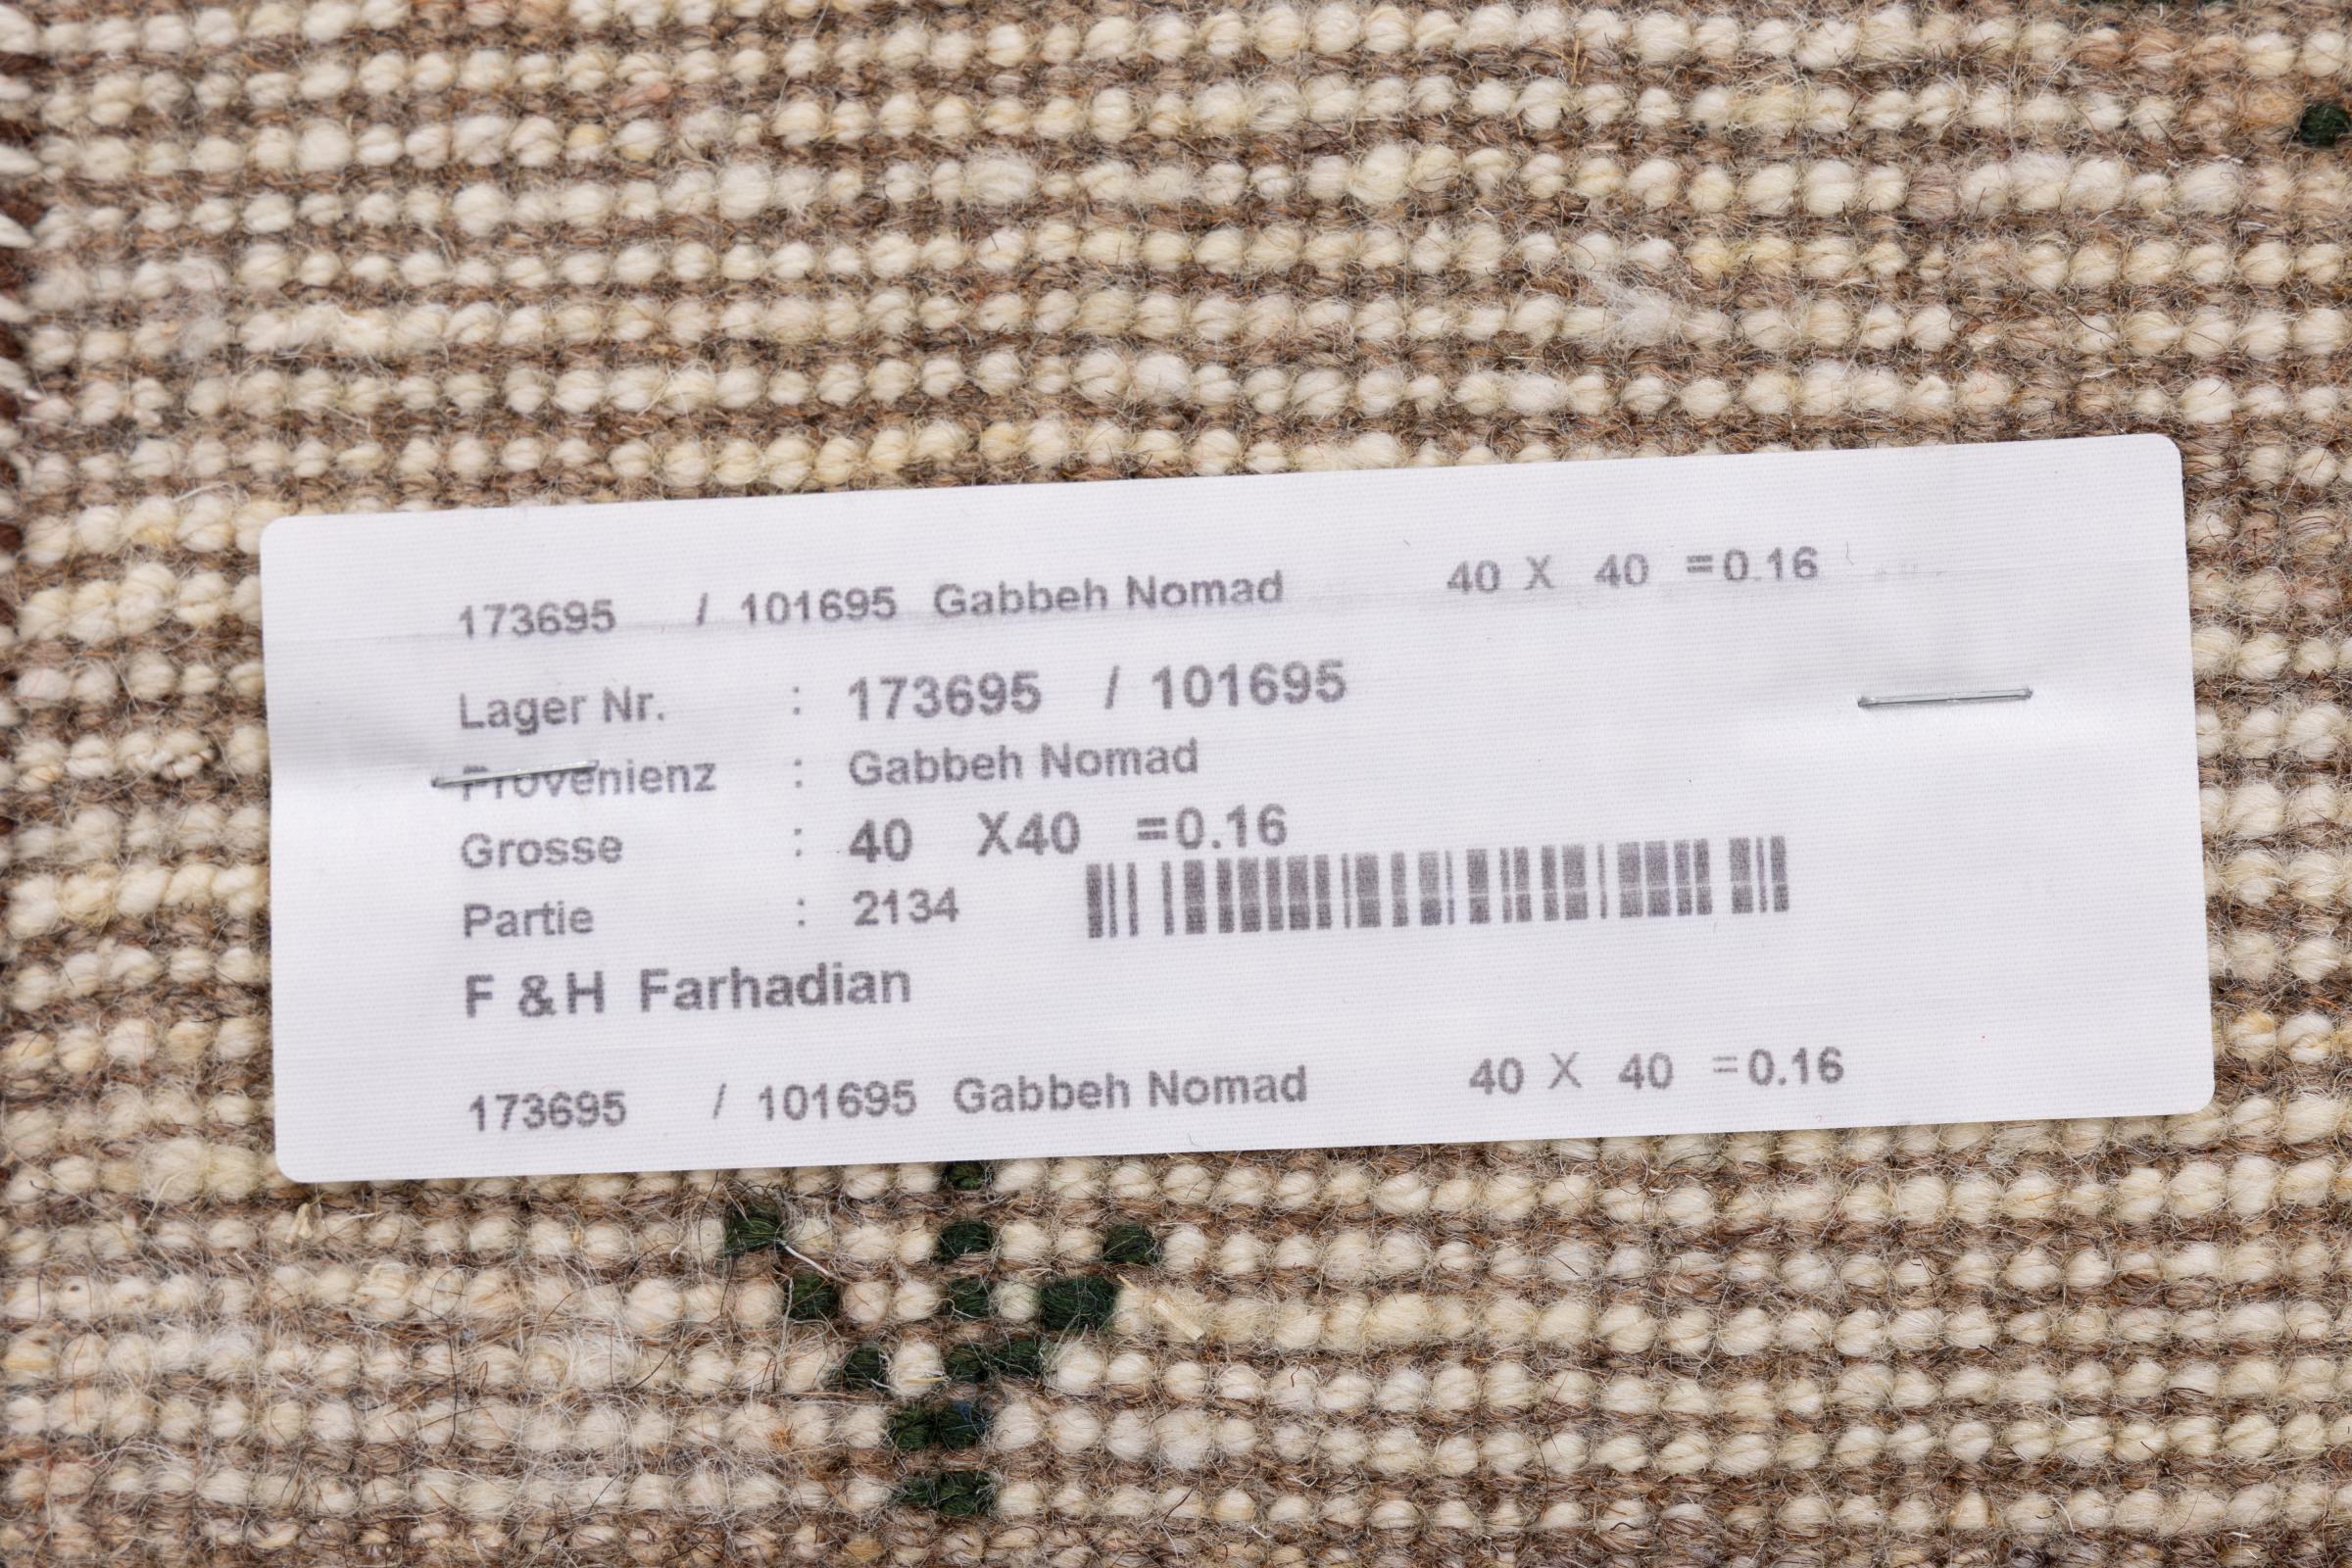 173695 / 101695 Gabbeh Nomad 40 X 40 =0.16
Lager Nr. : 173695 / 101695
Provenienz : Gabbeh Nomad
Grosse : 40 X40 =0.16
Partie : 2134
F &H Farhadian
173695 / 101695 Gabbeh Nomad 40 X 40 =0.16